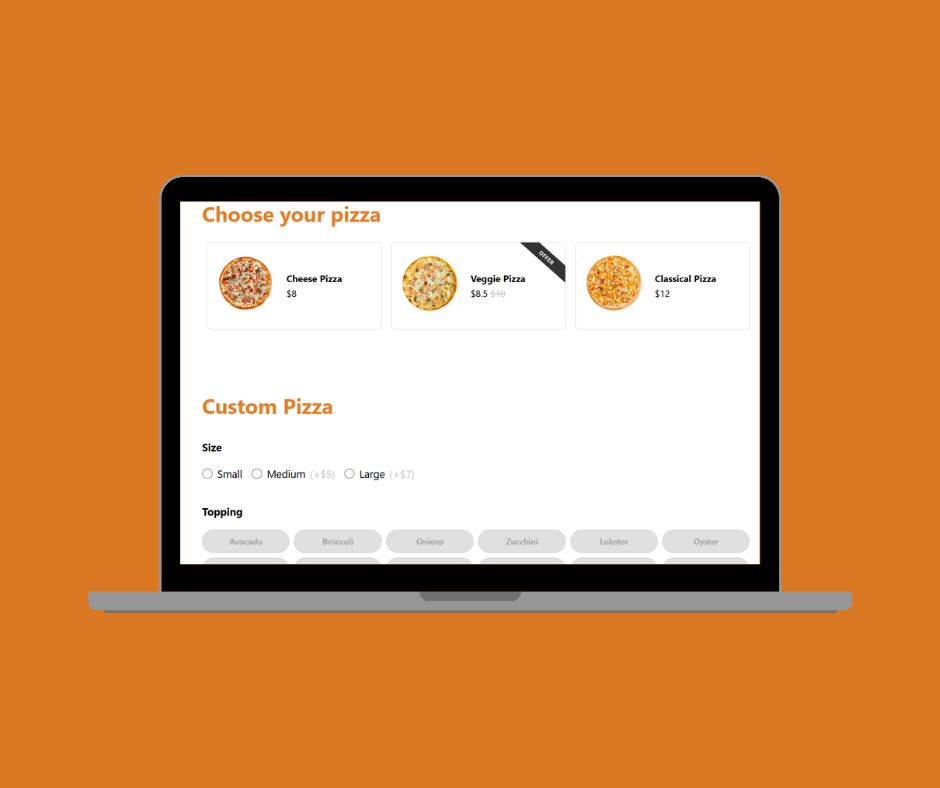 Choose your pizza
OFFER
Cheese Pizza
$8
Veggie Pizza
$8.5 $10
Classical Pizza
$12
Custom Pizza
Size
Small Medium (+$5) Large (+$7)
Topping
Avocado Broccoli Onions Zucchini Lobster Oyster